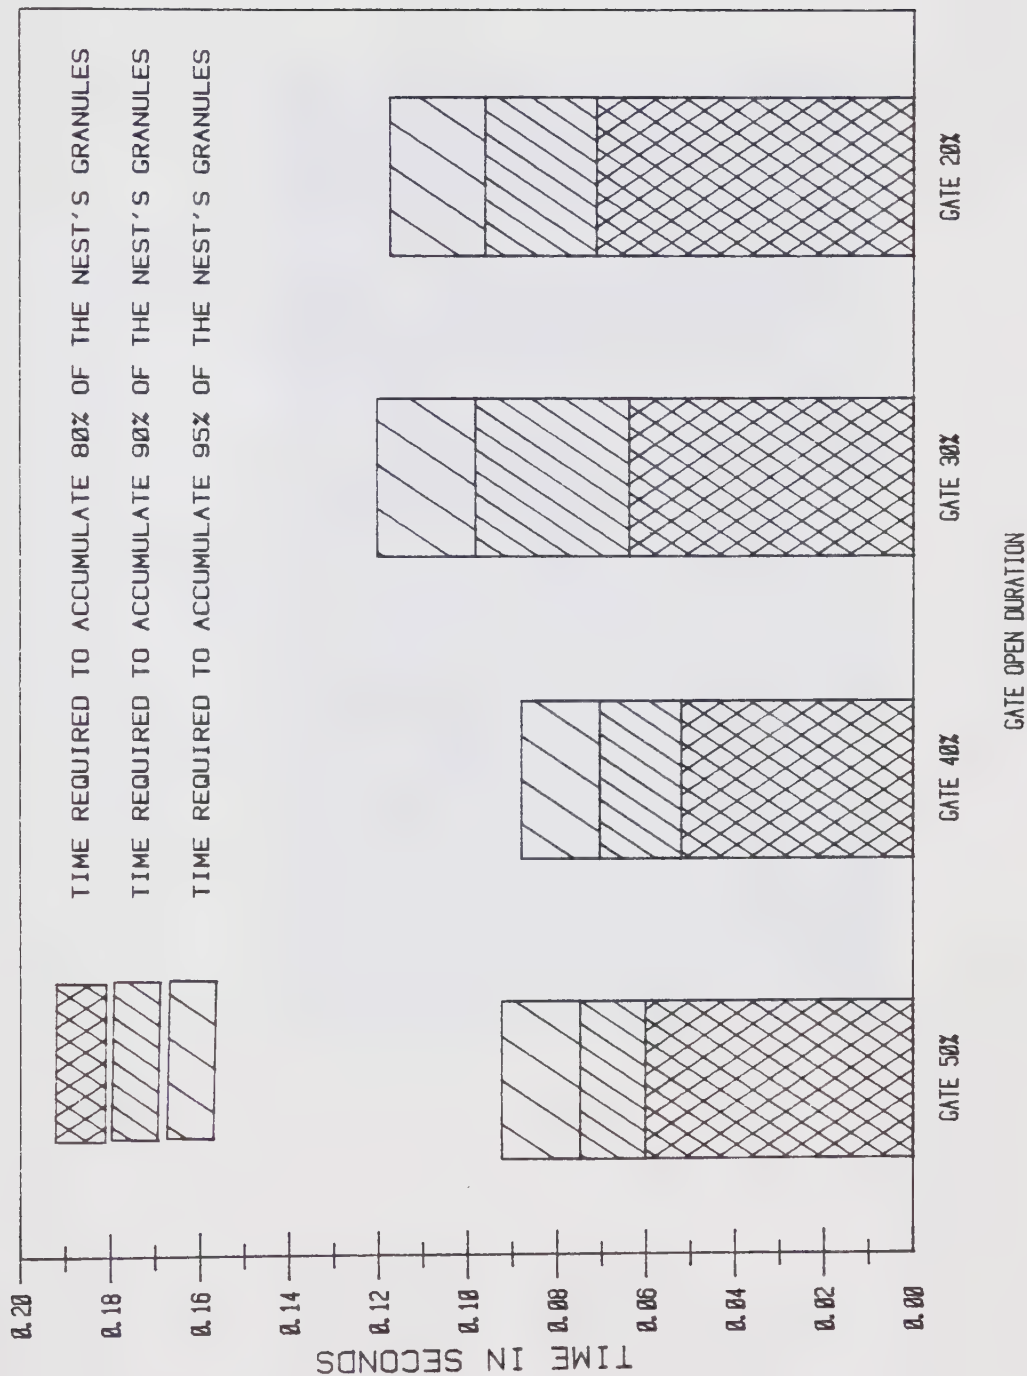 TIME REQUIRED TO ACCUMULATE 80% OF THE NEST'S GRANULES
TIME REQUIRED TO ACCUMULATE 90% OF THE NEST'S GRANULES
TIME REQUIRED TO ACCUMULATE 95% OF THE NEST'S GRANULES
TIME IN SECONDS
0.20
0.18
0.16
0.14
0.12
0.10
0.08
0.06
0.04
0.02
0.00
GATE 50%
GATE 40%
GATE 30%
GATE 20%
GATE OPEN DURATION